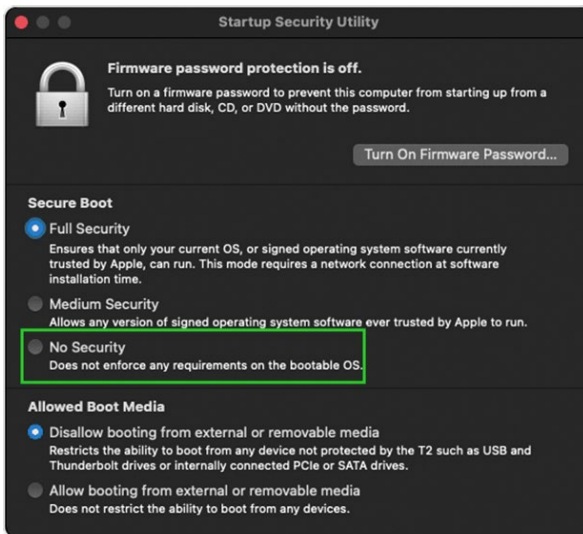 Startup Security Utility
Firmware password protection is off.
Turn on a firmware password to prevent this computer from starting up from a
different hard disk, CD, or DVD without the password.
Turn On Firmware Password...
Secure Boot
Full Security
Ensures that only your current OS, or signed operating system software currently
trusted by Apple, can run. This mode requires a network connection at software
installation time.
Medium Security
Allows any version of signed operating system software ever trusted by Apple to run.
No Security
Does not enforce any requirements on the bootable OS.
Allowed Boot Media
Disallow booting from external or removable media
Restricts the ability to boot from any device not protected by the T2 such as USB and
Thunderbolt drives or internally connected PCIe or SATA drives.
Allow booting from external or removable media
Does not restrict the ability to boot from any devices.